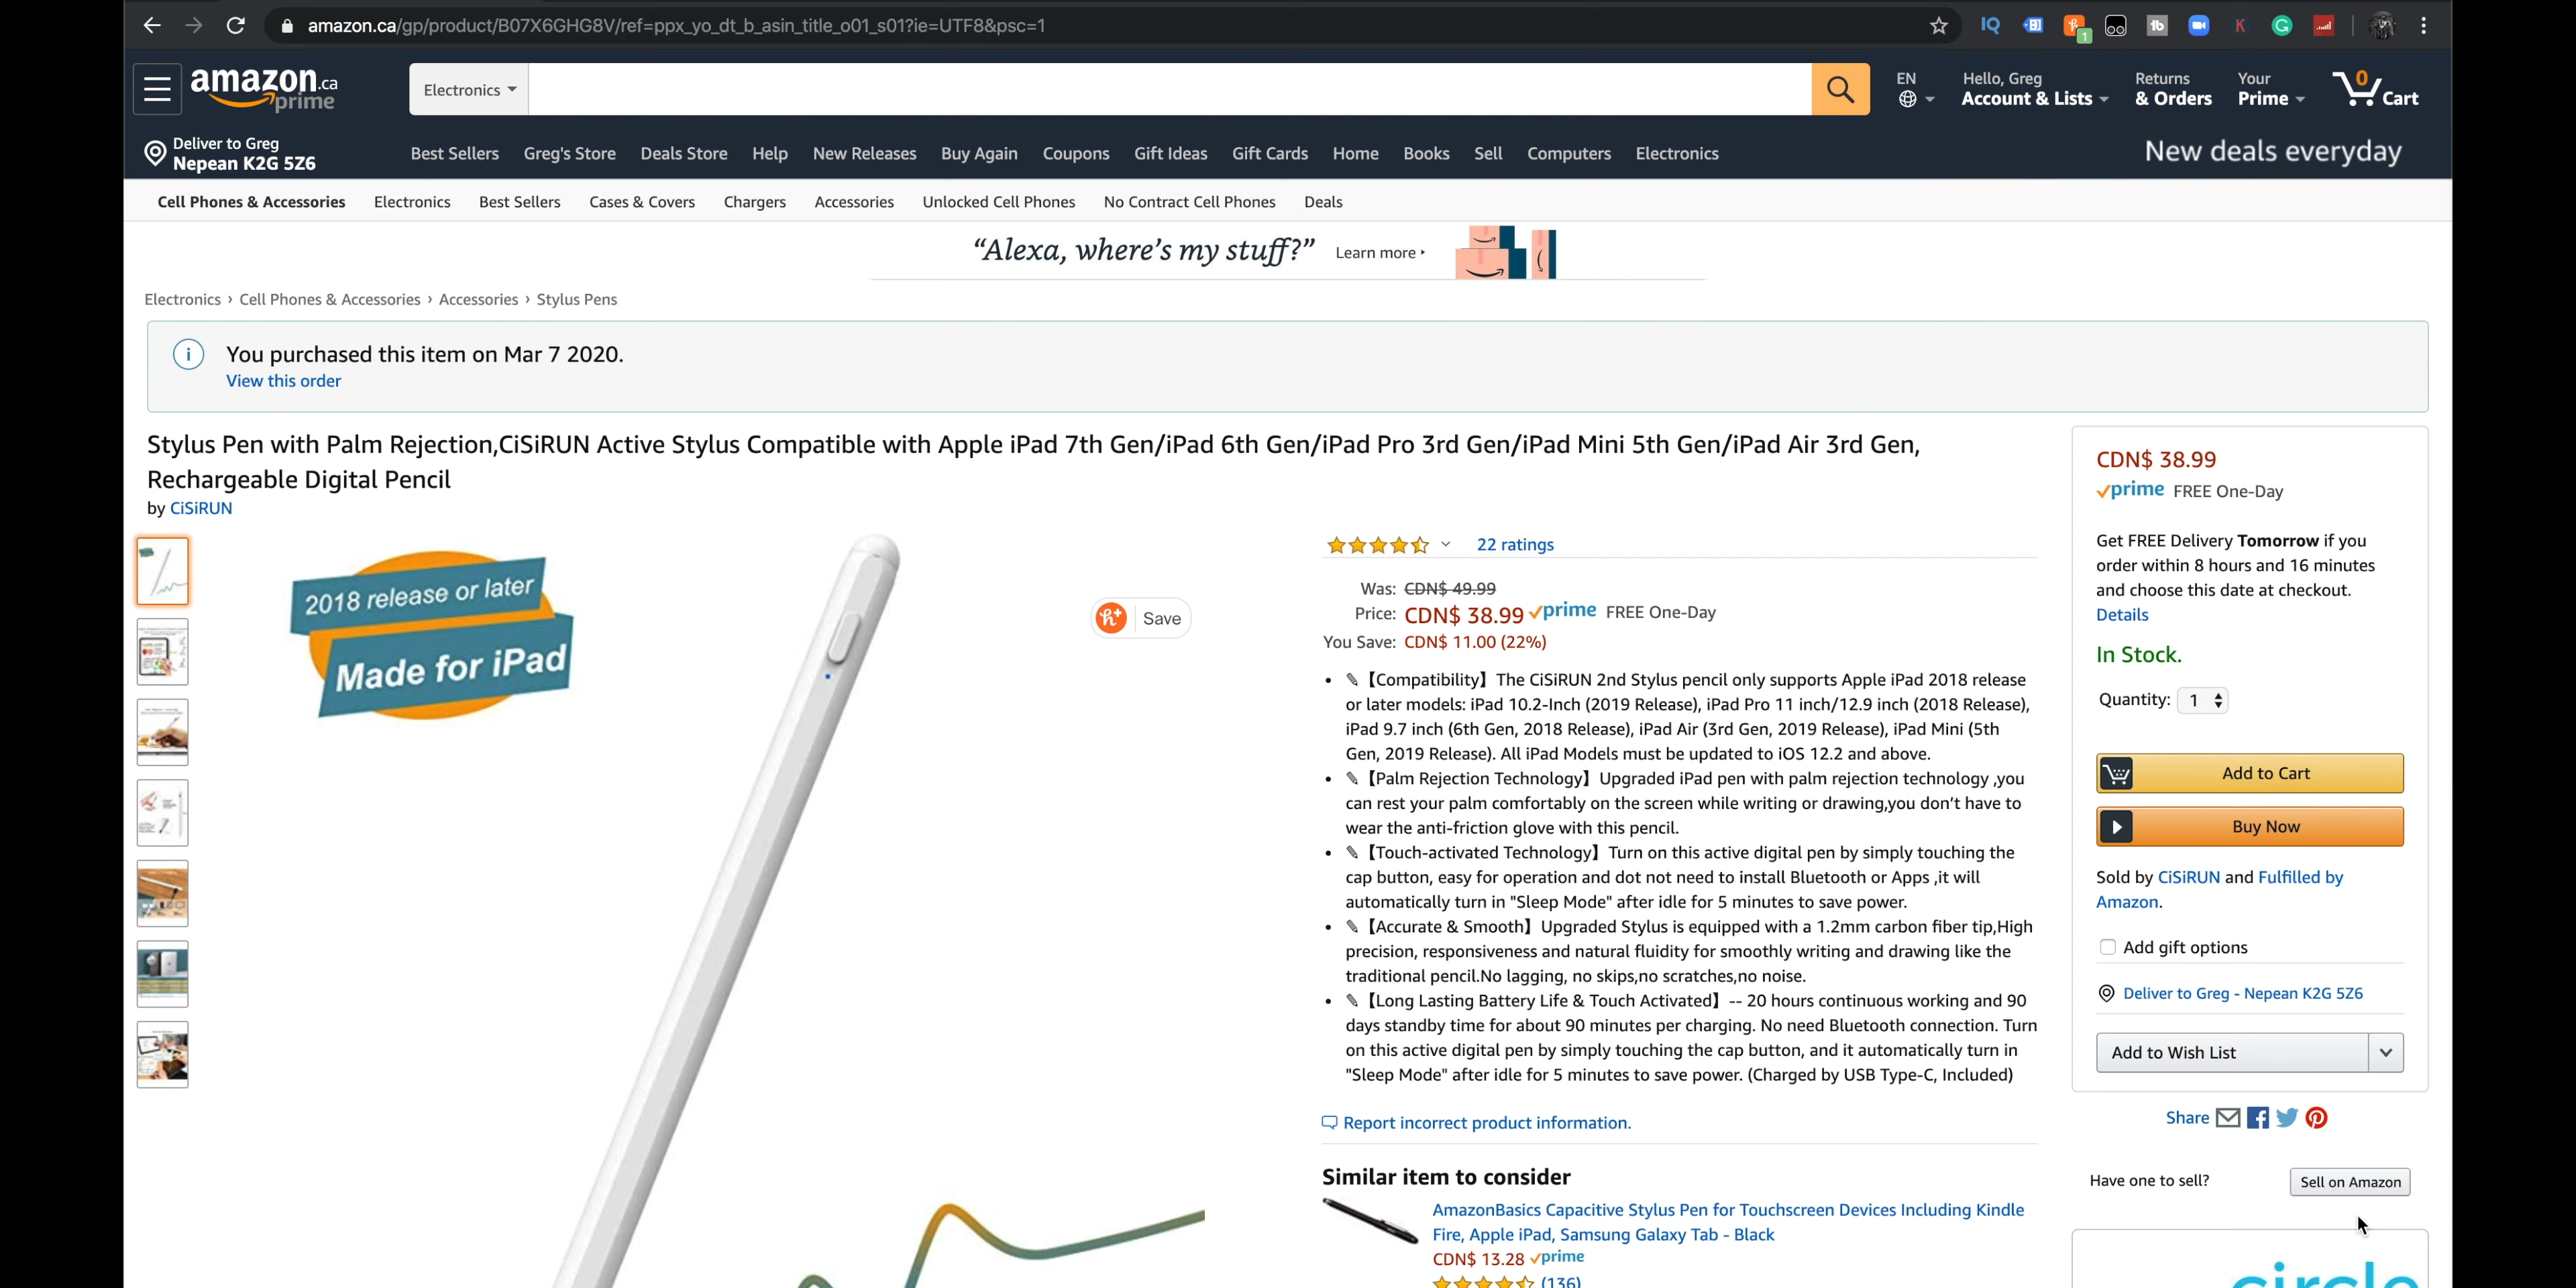 amazon.ca/gp/product/B07X6GHG8V/ref=ppx_yo_dt_b_asin_title_o01_s01?ie=UTF8&psc=1
IQ
tb
K
1
amazon.ca
prime
Electronics
EN
Hello, Greg
Account & Lists
Returns
& Orders
Your
Prime
0
Cart
Deliver to Greg
Nepean K2G 5Z6
Best Sellers Greg's Store Deals Store Help New Releases Buy Again Coupons Gift Ideas Gift Cards Home Books Sell Computers Electronics
New deals everyday
Cell Phones & Accessories Electronics Best Sellers Cases & Covers Chargers Accessories Unlocked Cell Phones No Contract Cell Phones Deals
“Alexa, where’s my stuff?” Learn more ‣
Electronics › Cell Phones & Accessories › Accessories › Stylus Pens
You purchased this item on Mar 7 2020.
View this order
Stylus Pen with Palm Rejection,CiSiRUN Active Stylus Compatible with Apple iPad 7th Gen/iPad 6th Gen/iPad Pro 3rd Gen/iPad Mini 5th Gen/iPad Air 3rd Gen,
Rechargeable Digital Pencil
by CiSiRUN
2018 release or later
Made for iPad
h+ Save
22 ratings
Was: CDN$ 49.99
Price: CDN$ 38.99 prime FREE One-Day
You Save: CDN$ 11.00 (22%)
• ✎【Compatibility】The CiSiRUN 2nd Stylus pencil only supports Apple iPad 2018 release
or later models: iPad 10.2-Inch (2019 Release), iPad Pro 11 inch/12.9 inch (2018 Release),
iPad 9.7 inch (6th Gen, 2018 Release), iPad Air (3rd Gen, 2019 Release), iPad Mini (5th
Gen, 2019 Release). All iPad Models must be updated to iOS 12.2 and above.
• ✎【Palm Rejection Technology】Upgraded iPad pen with palm rejection technology ,you
can rest your palm comfortably on the screen while writing or drawing,you don’t have to
wear the anti-friction glove with this pencil.
• ✎【Touch-activated Technology】Turn on this active digital pen by simply touching the
cap button, easy for operation and dot not need to install Bluetooth or Apps ,it will
automatically turn in "Sleep Mode" after idle for 5 minutes to save power.
• ✎【Accurate & Smooth】Upgraded Stylus is equipped with a 1.2mm carbon fiber tip,High
precision, responsiveness and natural fluidity for smoothly writing and drawing like the
traditional pencil.No lagging, no skips,no scratches,no noise.
• ✎【Long Lasting Battery Life & Touch Activated】-- 20 hours continuous working and 90
days standby time for about 90 minutes per charging. No need Bluetooth connection. Turn
on this active digital pen by simply touching the cap button, and it automatically turn in
"Sleep Mode" after idle for 5 minutes to save power. (Charged by USB Type-C, Included)
Report incorrect product information.
Similar item to consider
AmazonBasics Capacitive Stylus Pen for Touchscreen Devices Including Kindle
Fire, Apple iPad, Samsung Galaxy Tab - Black
CDN$ 13.28 prime
(136)
CDN$ 38.99
prime FREE One-Day
Get FREE Delivery Tomorrow if you
order within 8 hours and 16 minutes
and choose this date at checkout.
Details
In Stock.
Quantity: 1
Add to Cart
Buy Now
Sold by CiSiRUN and Fulfilled by
Amazon.
Add gift options
Deliver to Greg - Nepean K2G 5Z6
Add to Wish List
Share
Have one to sell? Sell on Amazon
circle